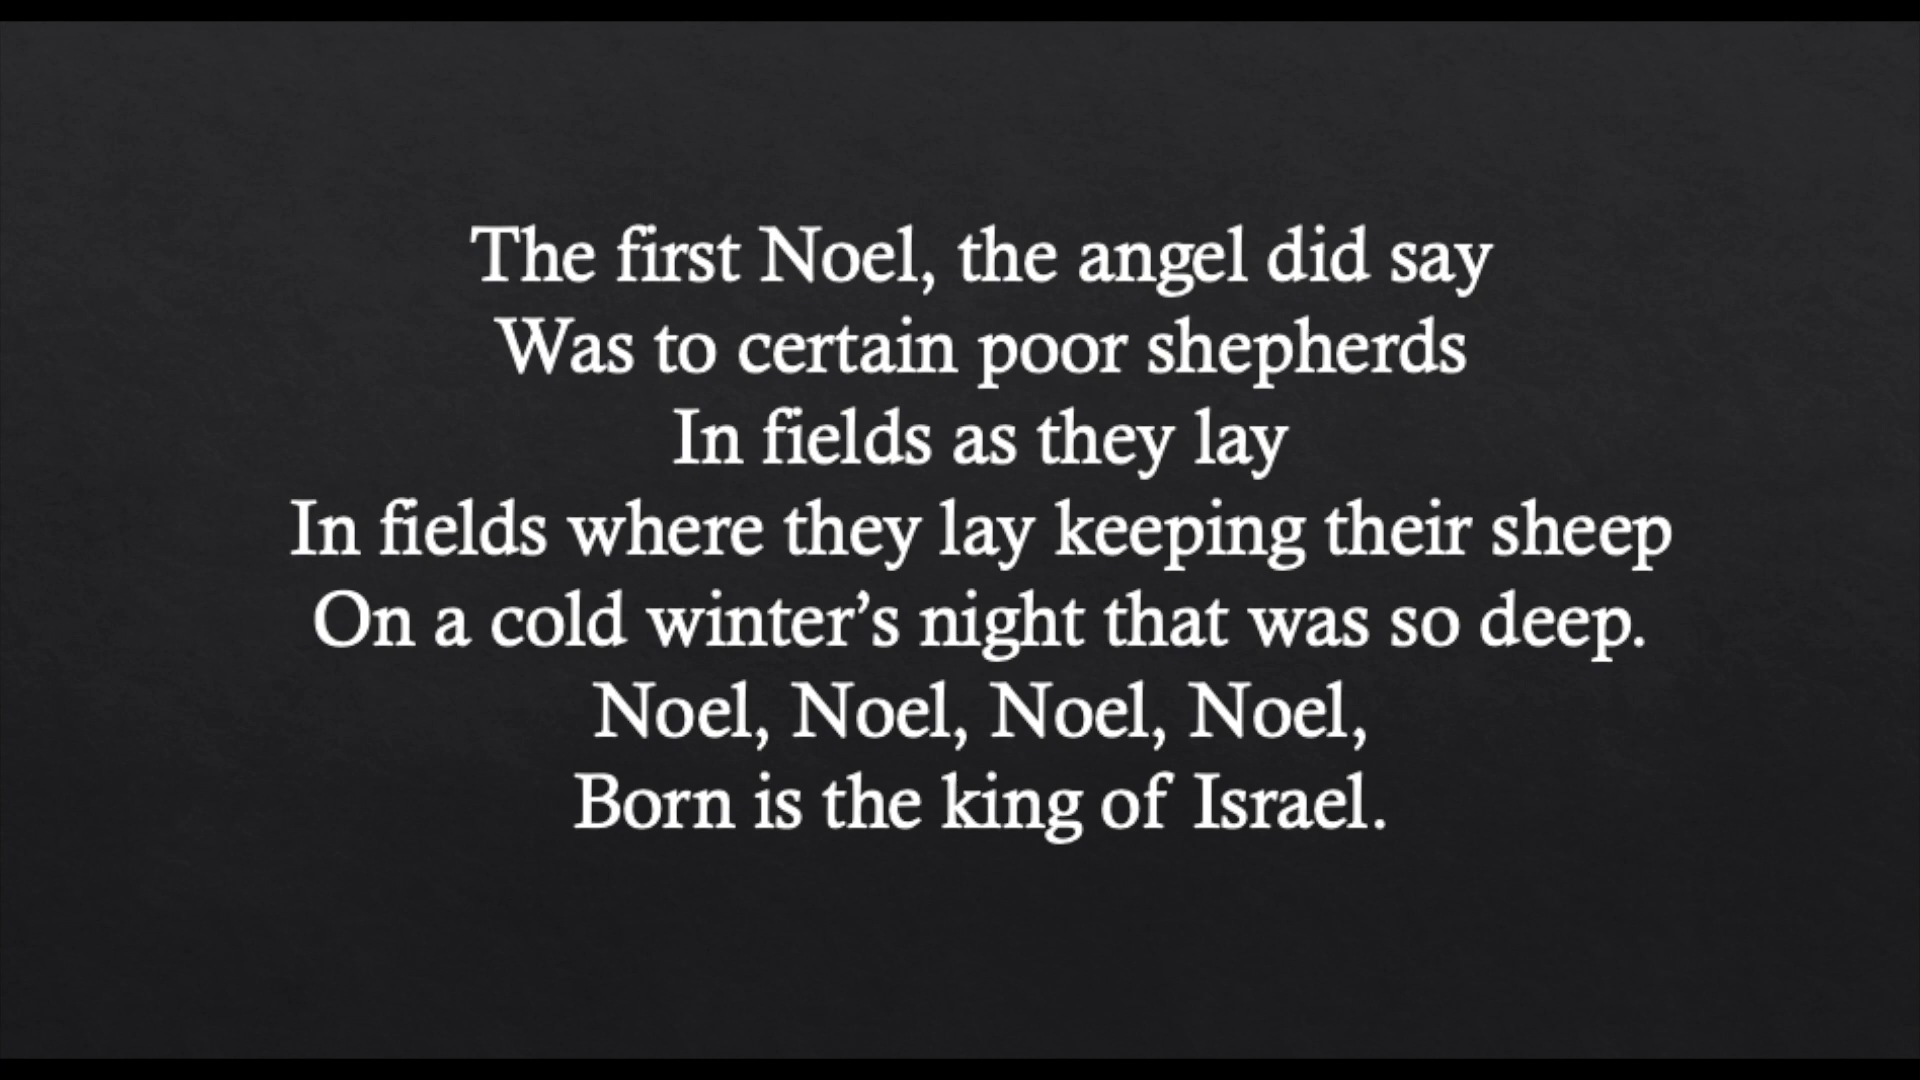 The first Noel, the angel did say
Was to certain poor shepherds
In fields as they lay
In fields where they lay keeping their sheep
On a cold winter’s night that was so deep.
Noel, Noel, Noel, Noel,
Born is the king of Israel.